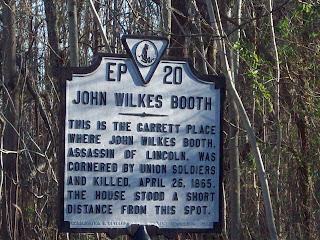 EP 20
JOHN WILKES BOOTH
THIS IS THE GARRETT PLACE
WHERE JOHN WILKES BOOTH,
ASSASSIN OF LINCOLN, WAS
CORNERED BY UNION SOLDIERS
AND KILLED, APRIL 26, 1865.
THE HOUSE STOOD A SHORT
DISTANCE FROM THIS SPOT.